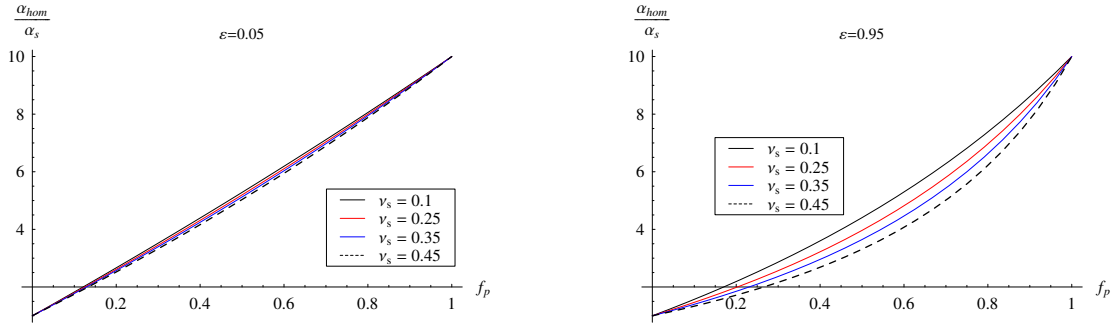 α_hom/α_s
ε=0.05
10
8
6
4
0.2 0.4 0.6 0.8 1
f_p
ν_s = 0.1
ν_s = 0.25
ν_s = 0.35
ν_s = 0.45
α_hom/α_s
ε=0.95
10
8
6
4
0.2 0.4 0.6 0.8 1
f_p
ν_s = 0.1
ν_s = 0.25
ν_s = 0.35
ν_s = 0.45